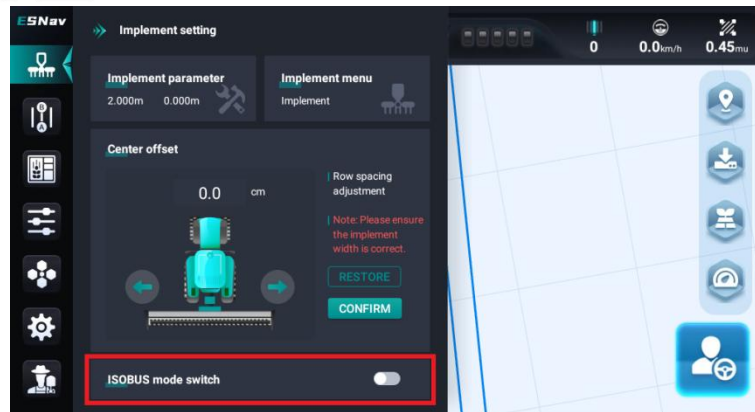 ESNav
Implement setting
0
0.0km/h
0.45mu
Implement parameter
2.000m 0.000m
Implement menu
Implement
Center offset
0.0 cm
Row spacing
adjustment
Note: Please ensure
the implement
width is correct.
RESTORE
CONFIRM
ISOBUS mode switch